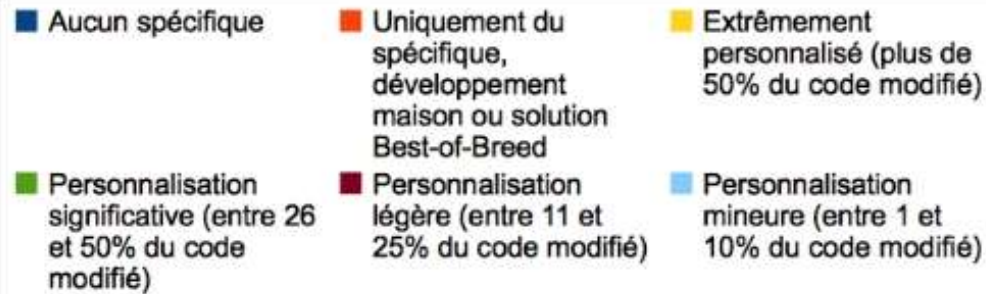 Aucun spécifique
Uniquement du
spécifique,
développement
maison ou solution
Best-of-Breed
Extrêmement
personnalisé (plus de
50% du code modifié)
Personnalisation
significative (entre 26
et 50% du code
modifié)
Personnalisation
légère (entre 11 et
25% du code modifié)
Personnalisation
mineure (entre 1 et
10% du code modifié)